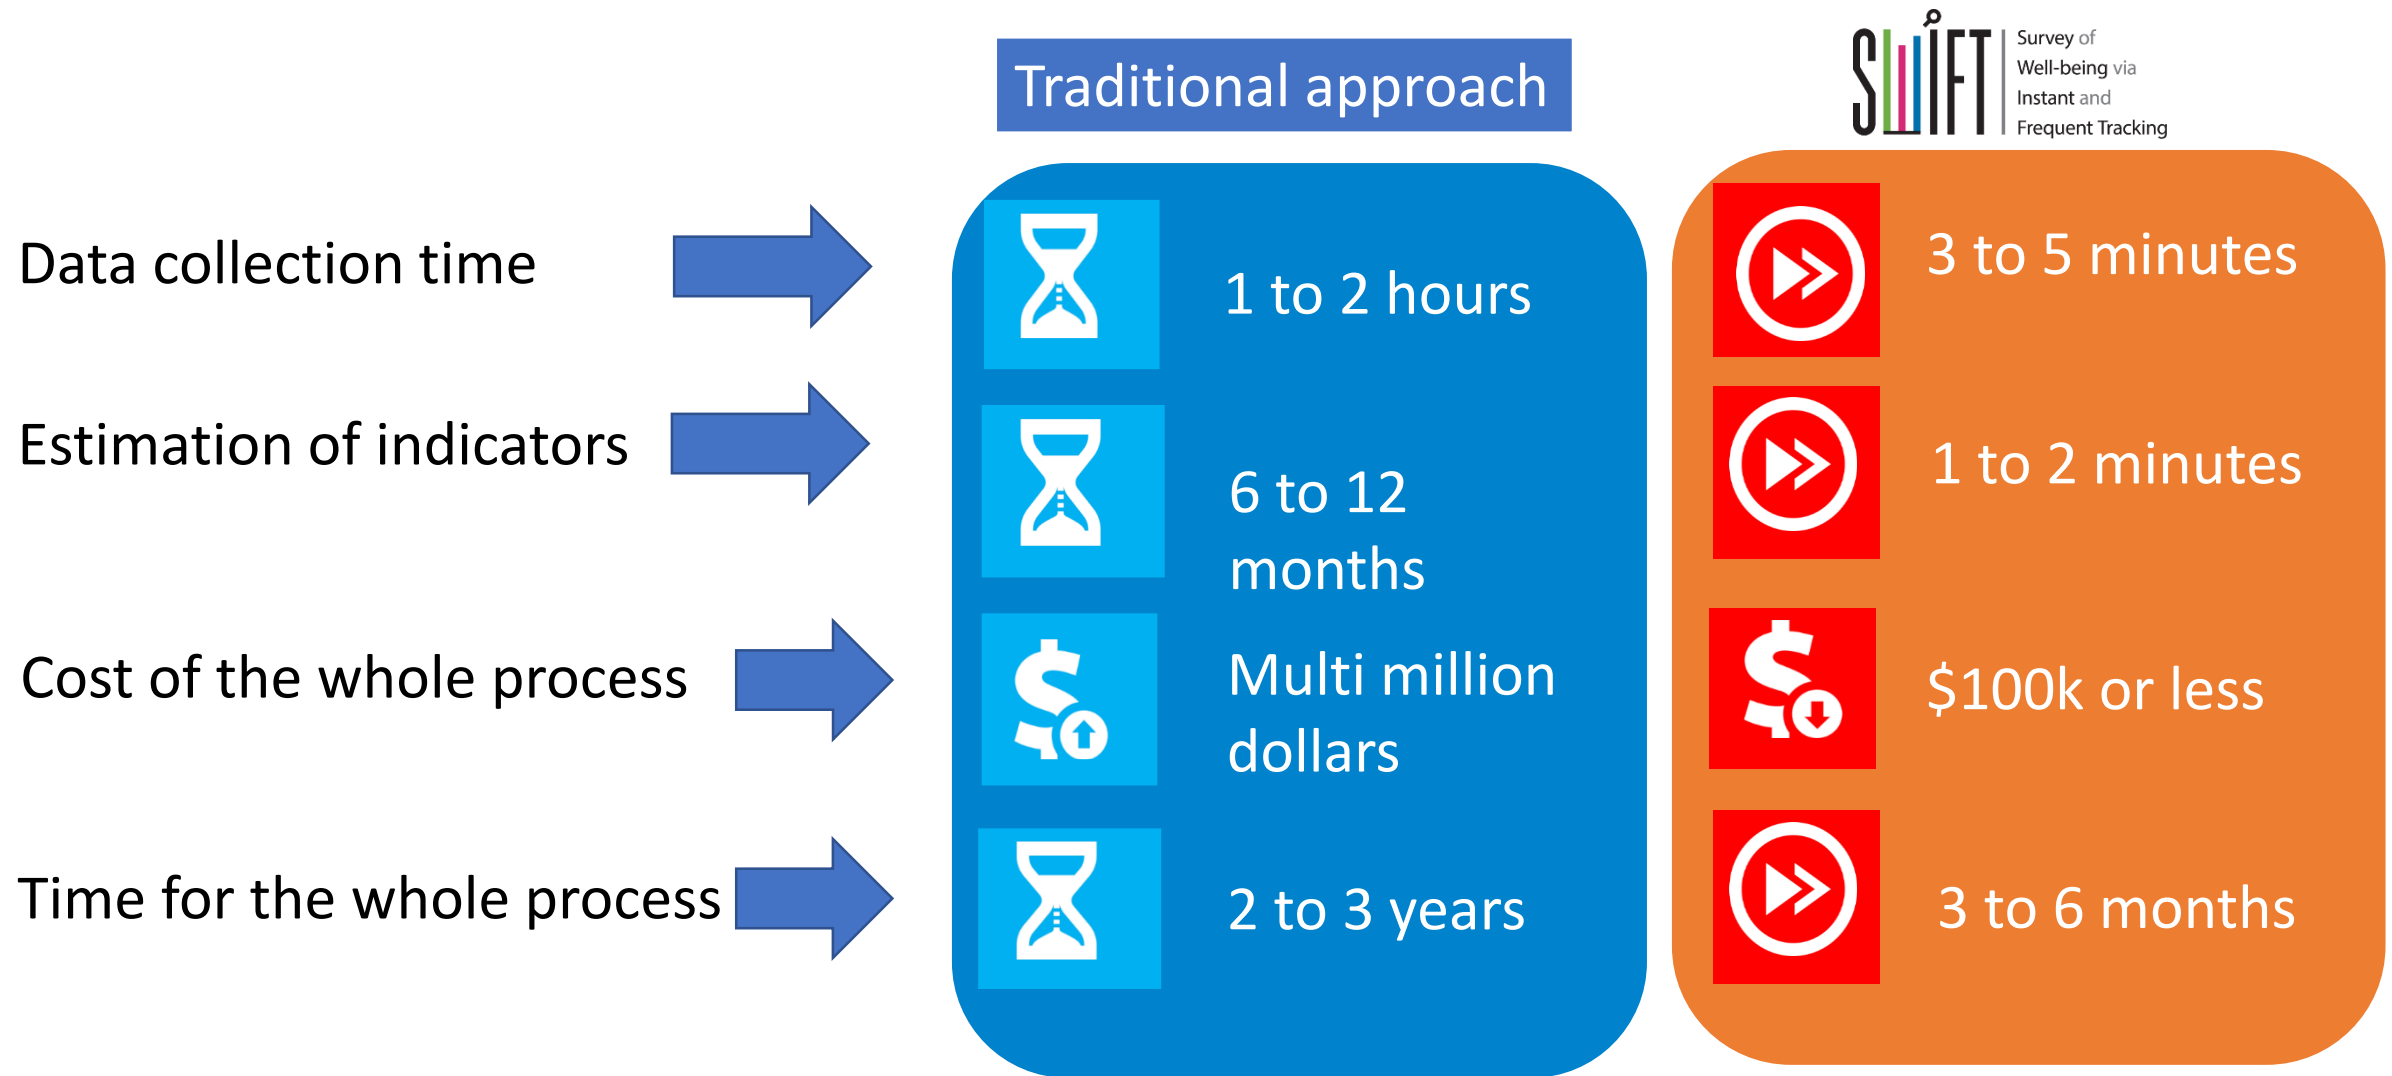 Traditional approach
SWIFT
Survey of
Well-being via
Instant and
Frequent Tracking
Data collection time
1 to 2 hours
3 to 5 minutes
Estimation of indicators
6 to 12
months
1 to 2 minutes
Cost of the whole process
Multi million
dollars
$100k or less
Time for the whole process
2 to 3 years
3 to 6 months